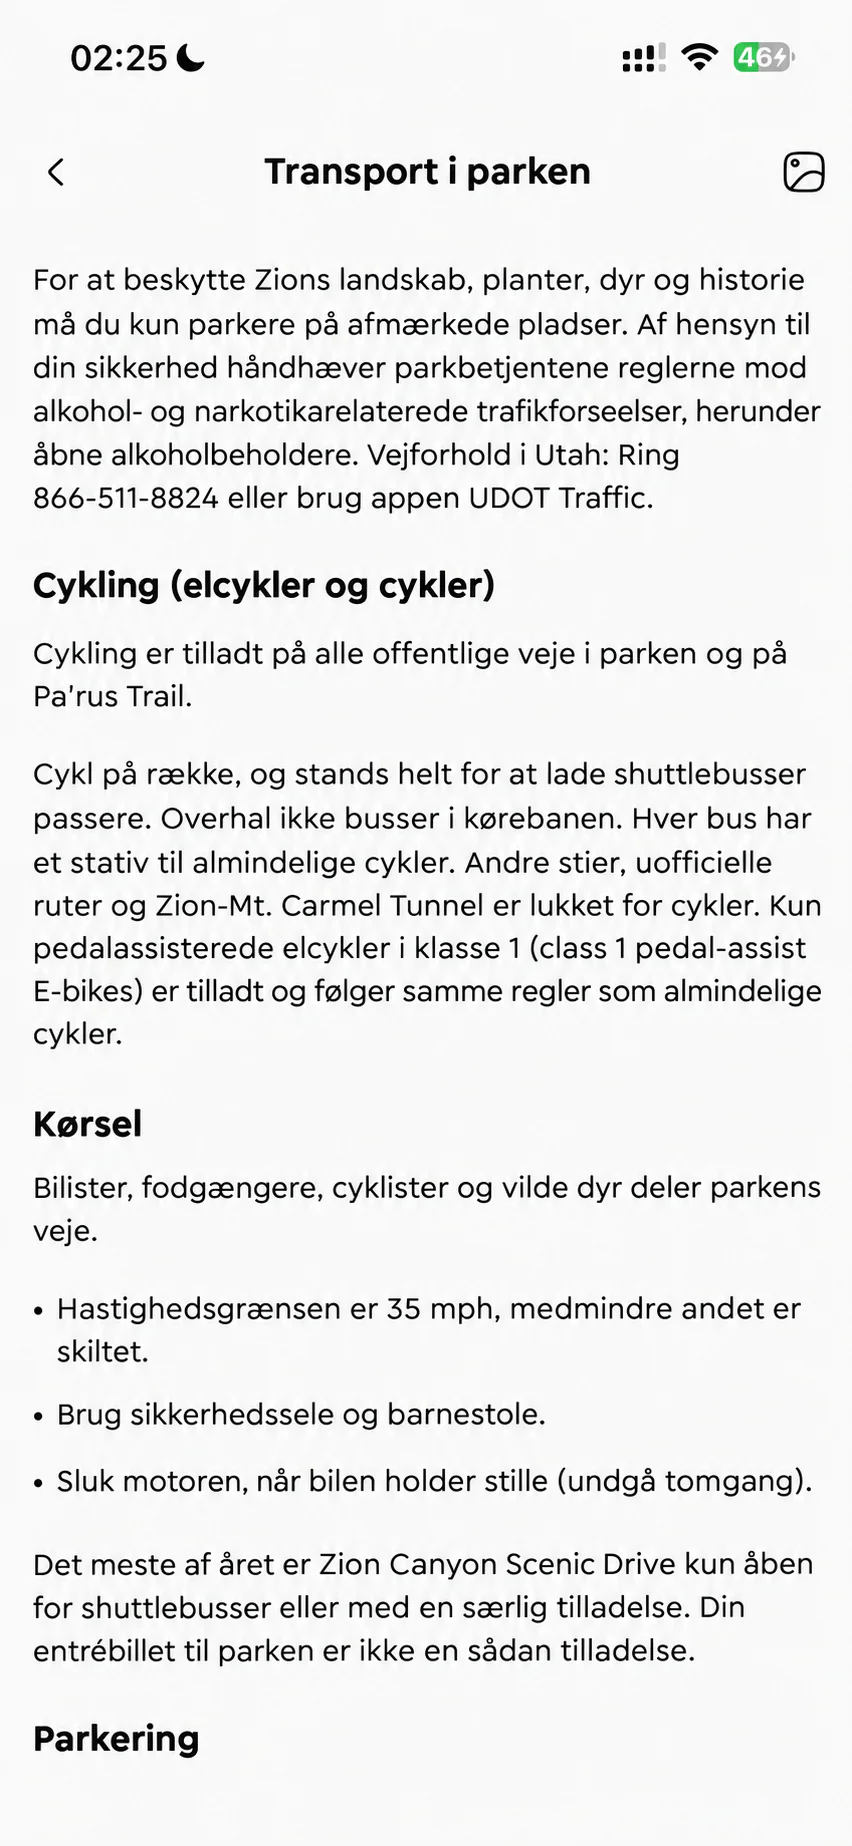 02:25
46
Transport i parken
For at beskytte Zions landskab, planter, dyr og historie
må du kun parkere på afmærkede pladser. Af hensyn til
din sikkerhed håndhæver parkbetjentene reglerne mod
alkohol- og narkotikarelaterede trafikforseelser, herunder
åbne alkoholbeholdere. Vejforhold i Utah: Ring
866-511-8824 eller brug appen UDOT Traffic.
Cykling (elcykler og cykler)
Cykling er tilladt på alle offentlige veje i parken og på
Pa'rus Trail.
Cykl på række, og stands helt for at lade shuttlebusser
passere. Overhal ikke busser i kørebanen. Hver bus har
et stativ til almindelige cykler. Andre stier, uofficielle
ruter og Zion-Mt. Carmel Tunnel er lukket for cykler. Kun
pedalassisterede elcykler i klasse 1 (class 1 pedal-assist
E-bikes) er tilladt og følger samme regler som almindelige
cykler.
Kørsel
Bilister, fodgængere, cyklister og vilde dyr deler parkens
veje.
• Hastighedsgrænsen er 35 mph, medmindre andet er
skiltet.
• Brug sikkerhedssele og barnestole.
• Sluk motoren, når bilen holder stille (undgå tomgang).
Det meste af året er Zion Canyon Scenic Drive kun åben
for shuttlebusser eller med en særlig tilladelse. Din
entrébillet til parken er ikke en sådan tilladelse.
Parkering